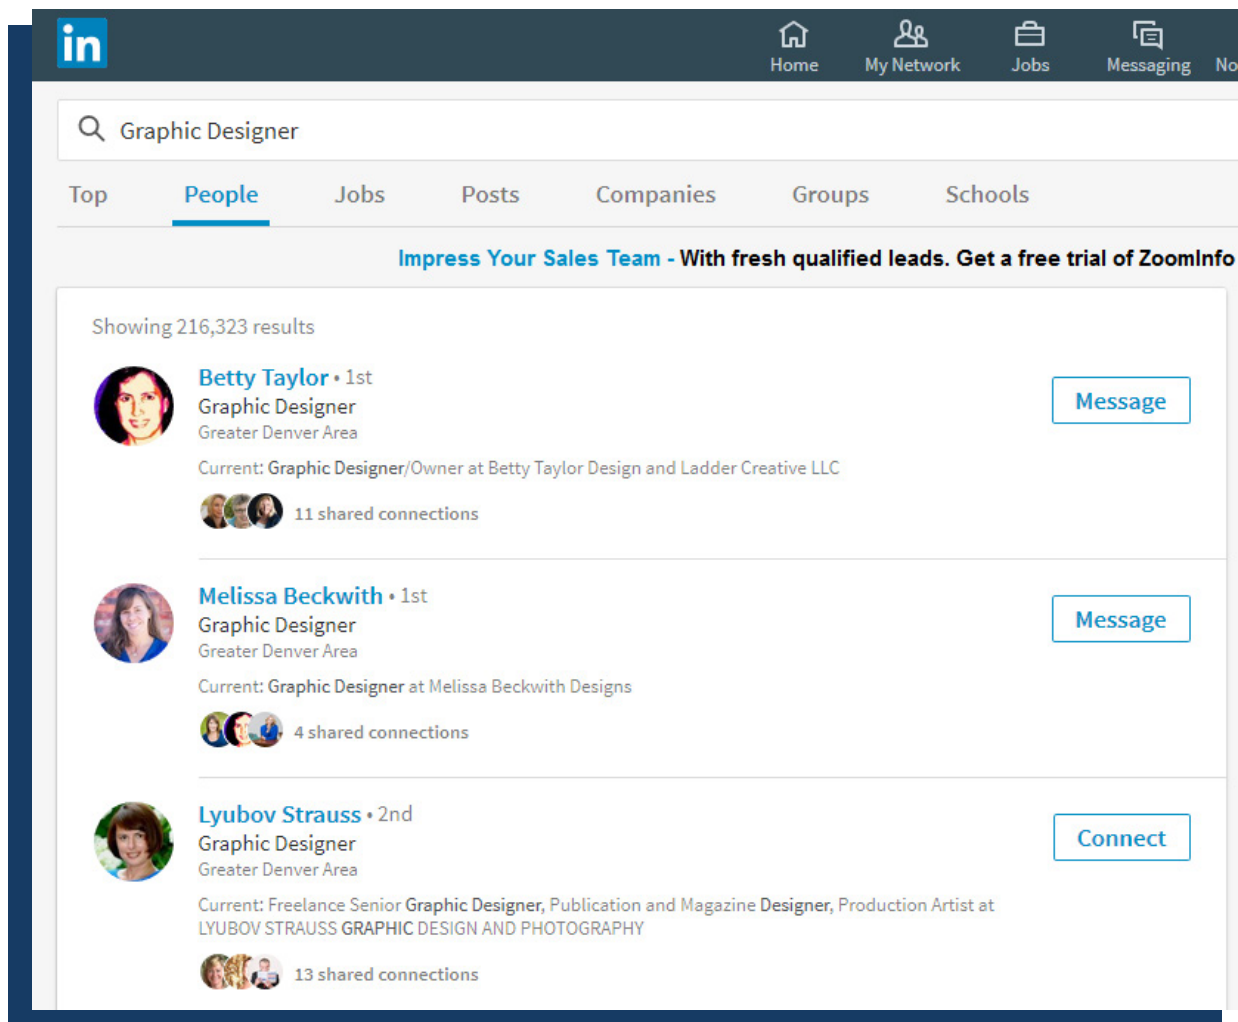 in
Home
My Network
Jobs
Messaging
No
Graphic Designer
Top People Jobs Posts Companies Groups Schools
Impress Your Sales Team - With fresh qualified leads. Get a free trial of ZoomInfo
Showing 216,323 results
Betty Taylor • 1st
Graphic Designer
Greater Denver Area
Message
Current: Graphic Designer/Owner at Betty Taylor Design and Ladder Creative LLC
11 shared connections
Melissa Beckwith • 1st
Graphic Designer
Greater Denver Area
Message
Current: Graphic Designer at Melissa Beckwith Designs
4 shared connections
Lyubov Strauss • 2nd
Graphic Designer
Greater Denver Area
Connect
Current: Freelance Senior Graphic Designer, Publication and Magazine Designer, Production Artist at
LYUBOV STRAUSS GRAPHIC DESIGN AND PHOTOGRAPHY
13 shared connections